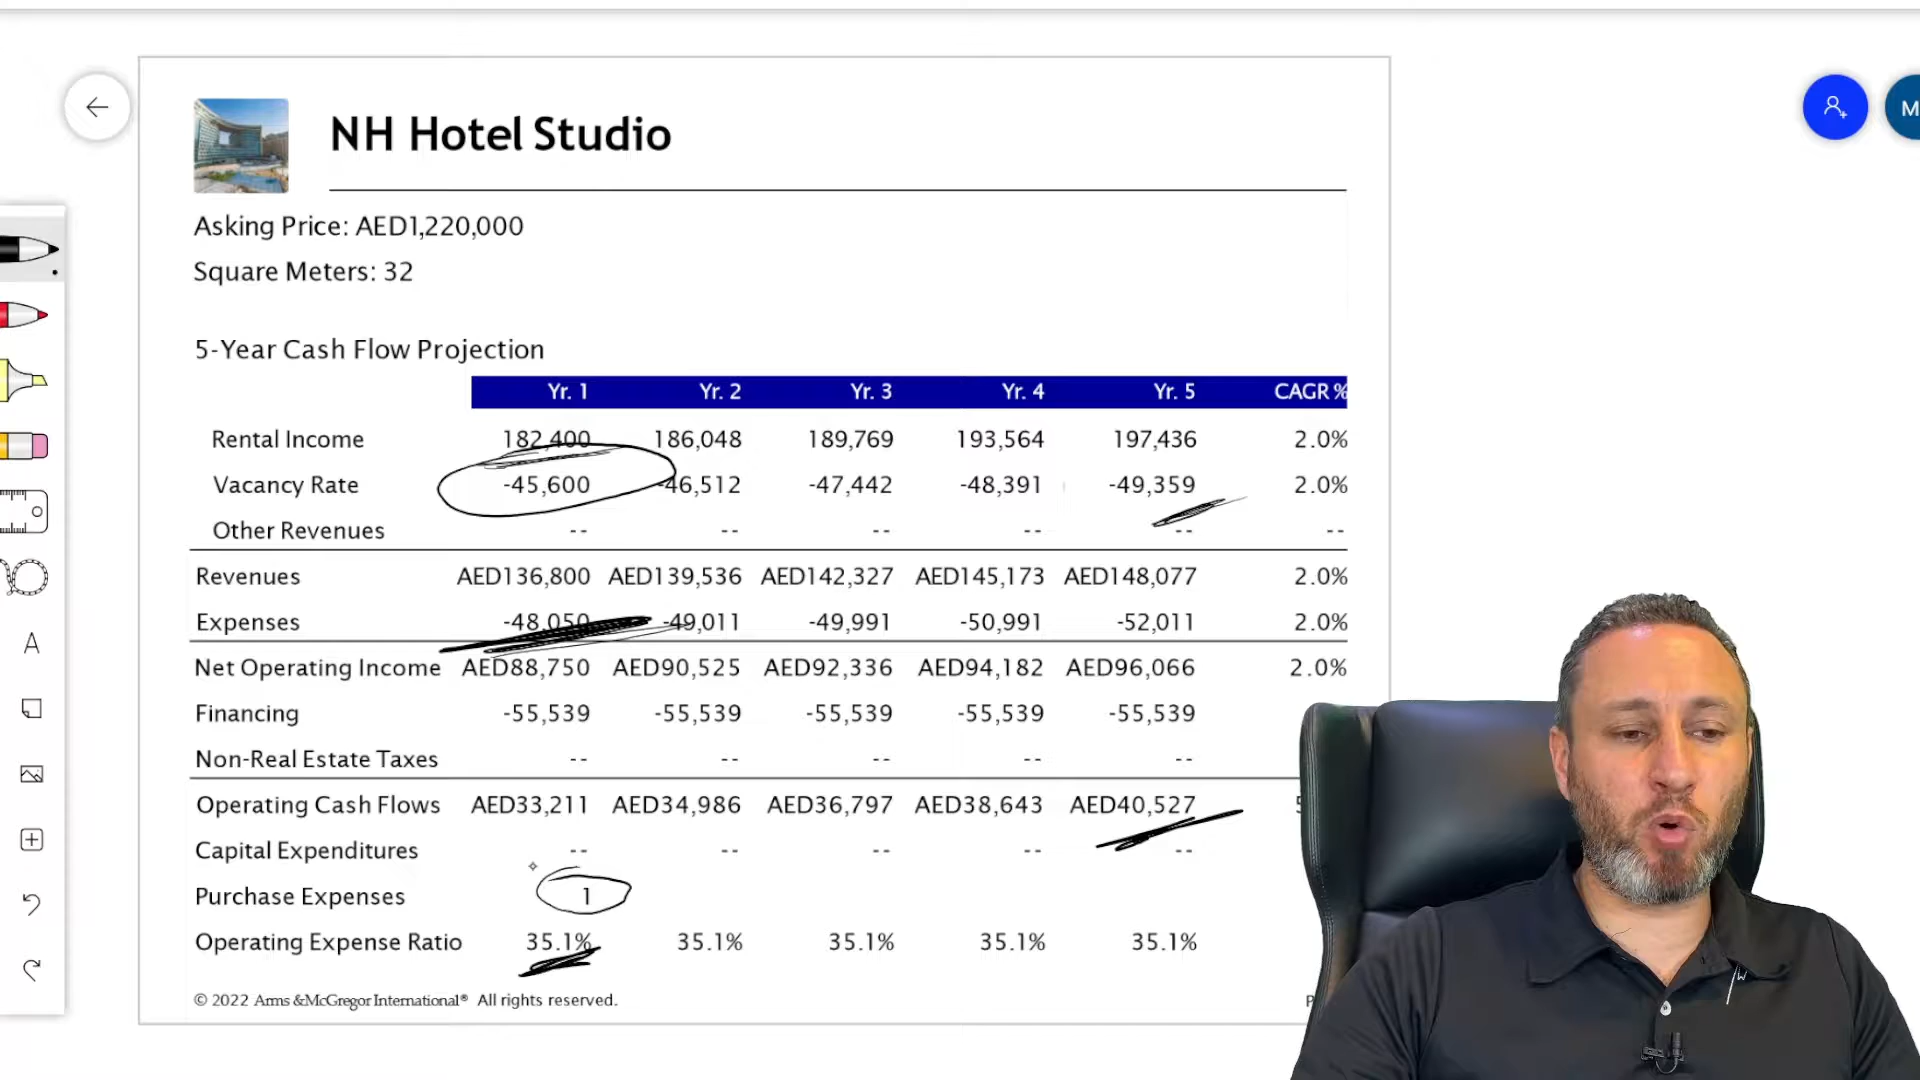 NH Hotel Studio
M
Asking Price: AED1,220,000
Square Meters: 32
5-Year Cash Flow Projection
Yr. 1 Yr. 2 Yr. 3 Yr. 4 Yr. 5 CAGR %
Rental Income 182,400 186,048 189,769 193,564 197,436 2.0%
Vacancy Rate -45,600 -46,512 -47,442 -48,391 -49,359 2.0%
Other Revenues -- -- -- -- -- --
Revenues AED136,800 AED139,536 AED142,327 AED145,173 AED148,077 2.0%
Expenses -48,050 -49,011 -49,991 -50,991 -52,011 2.0%
Net Operating Income AED88,750 AED90,525 AED92,336 AED94,182 AED96,066 2.0%
Financing -55,539 -55,539 -55,539 -55,539 -55,539
Non-Real Estate Taxes -- -- -- -- --
Operating Cash Flows AED33,211 AED34,986 AED36,797 AED38,643 AED40,527
Capital Expenditures -- -- -- -- --
Purchase Expenses 1
Operating Expense Ratio 35.1% 35.1% 35.1% 35.1% 35.1%
© 2022 Arms &McGregor International® All rights reserved.
A